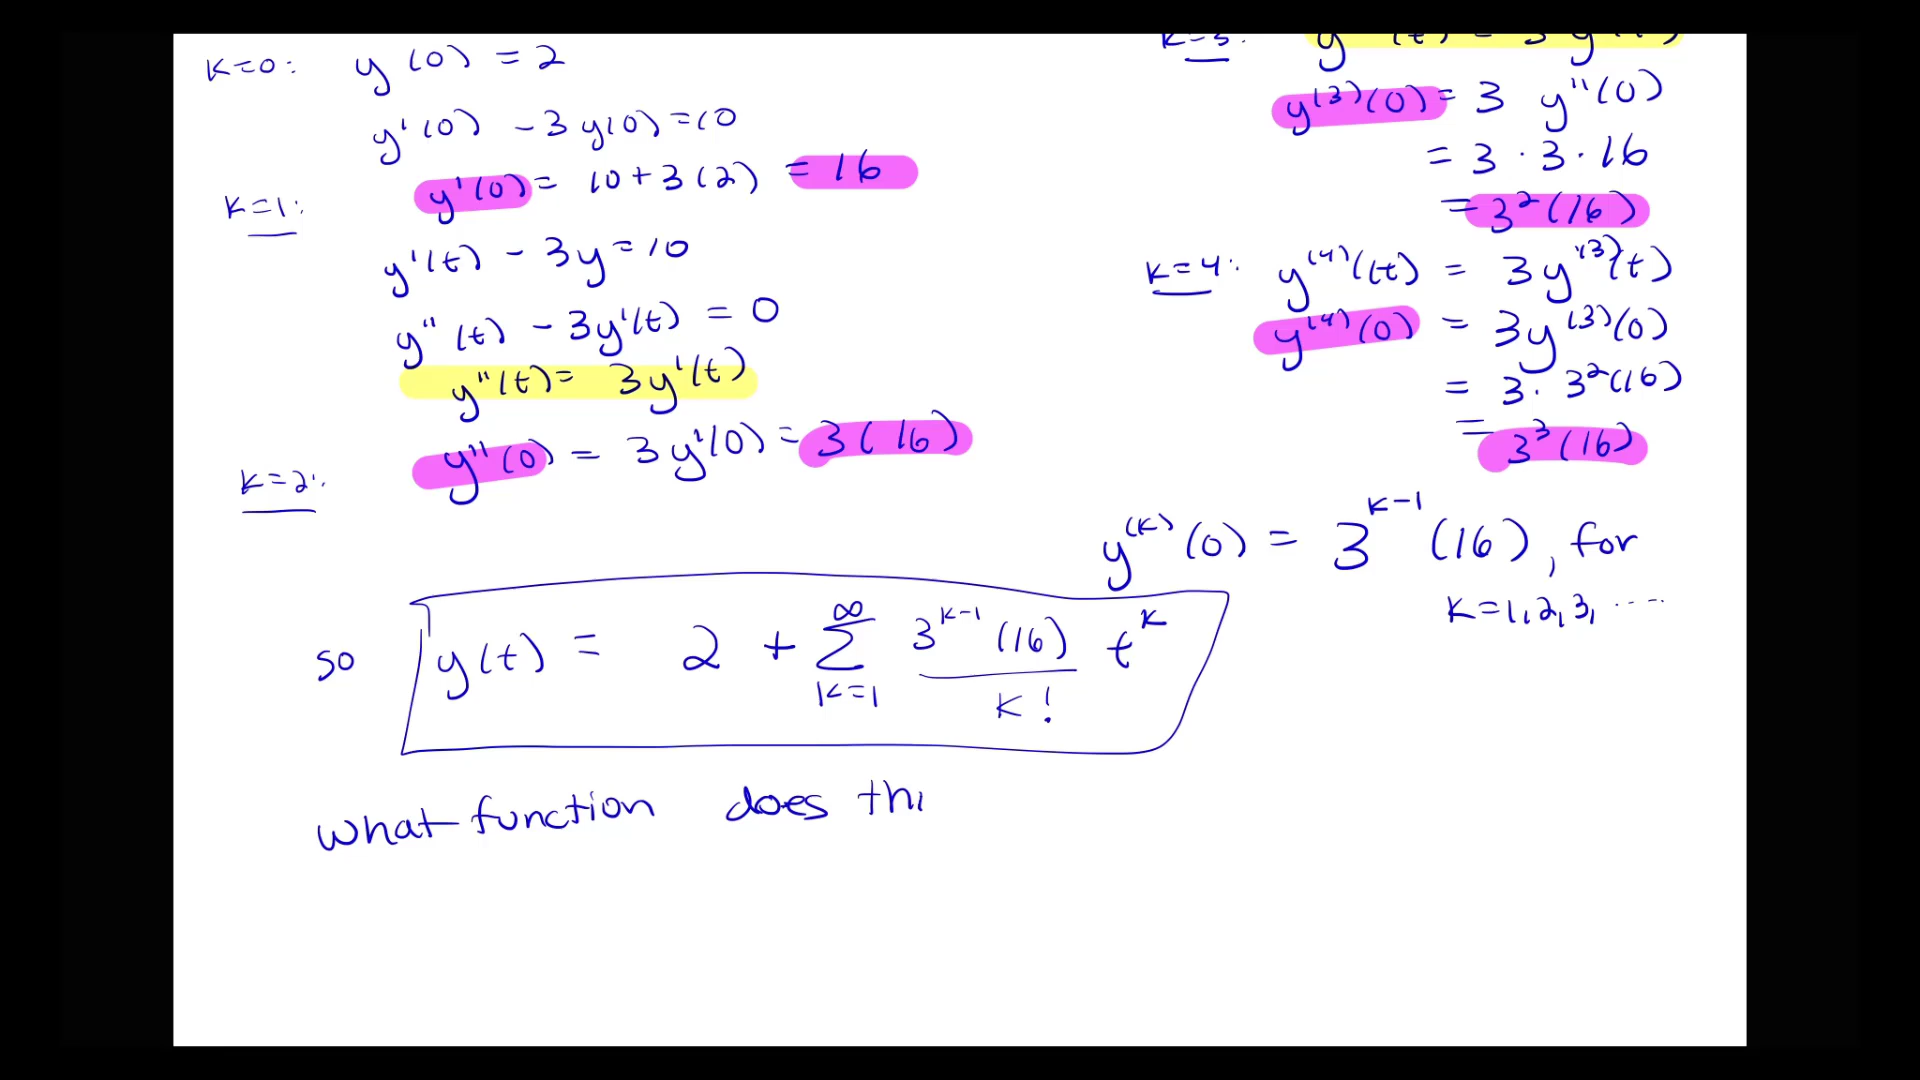 K=0: y(0) = 2
y'(0) - 3y(0) = 10
K=1: y'(0) = 10+3(2) = 16
y'(t) - 3y = 10
y''(t) - 3y'(t) = 0
y''(t) = 3y'(t)
K=2: y''(0) = 3y'(0) = 3(16)
K=3:
y^(3)(0) = 3 y''(0)
= 3 · 3 · 16
= 3^2 (16)
K=4: y^(4)(t) = 3y^(3)(t)
y^(4)(0) = 3y^(3)(0)
= 3 · 3^2 (16)
= 3^3 (16)
y^(K)(0) = 3^(K-1) (16), for
K=1,2,3, ....
so y(t) = 2 + ∑_{K=1}^{∞} 3^(K-1) (16) / K! t^K
what function does thi